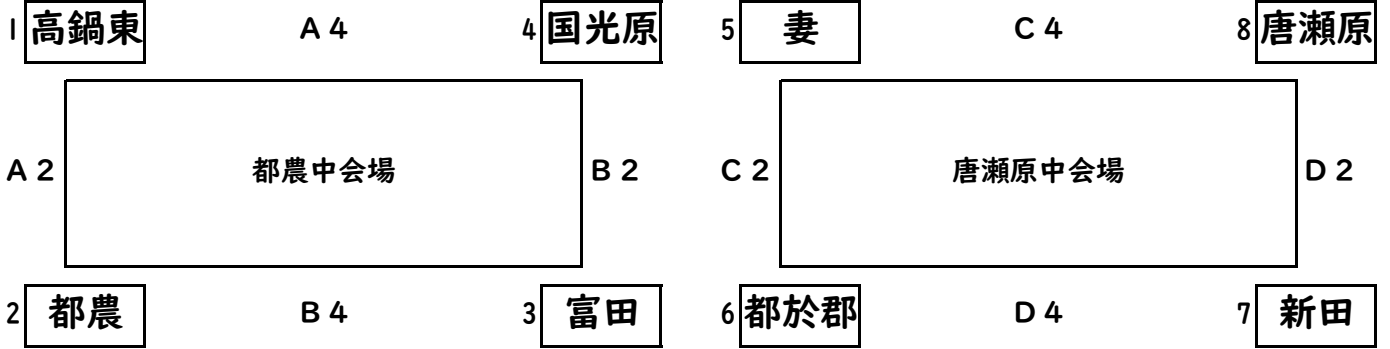 1 高鍋東 A4 4 国光原 5 妻 C4 8 唐瀬原
A2 都農中会場 B2 C2 唐瀬原中会場 D2
2 都農 B4 3 富田 6 都於郡 D4 7 新田